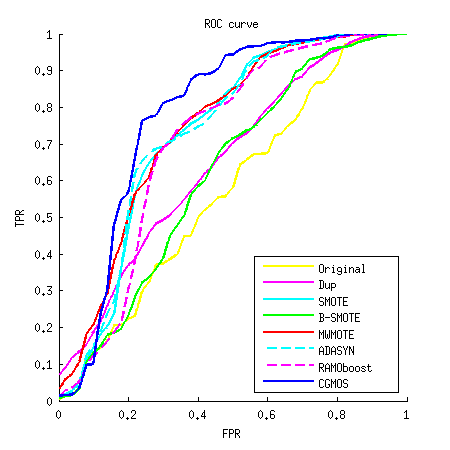 ROC curve
1
0.9
0.8
0.7
0.6
0.5
0.4
0.3
0.2
0.1
0
TPR
0
0.2
0.4
0.6
0.8
1
FPR
Original
Dup
SMOTE
B-SMOTE
MWMOTE
ADASYN
RAMOboost
CGMOS